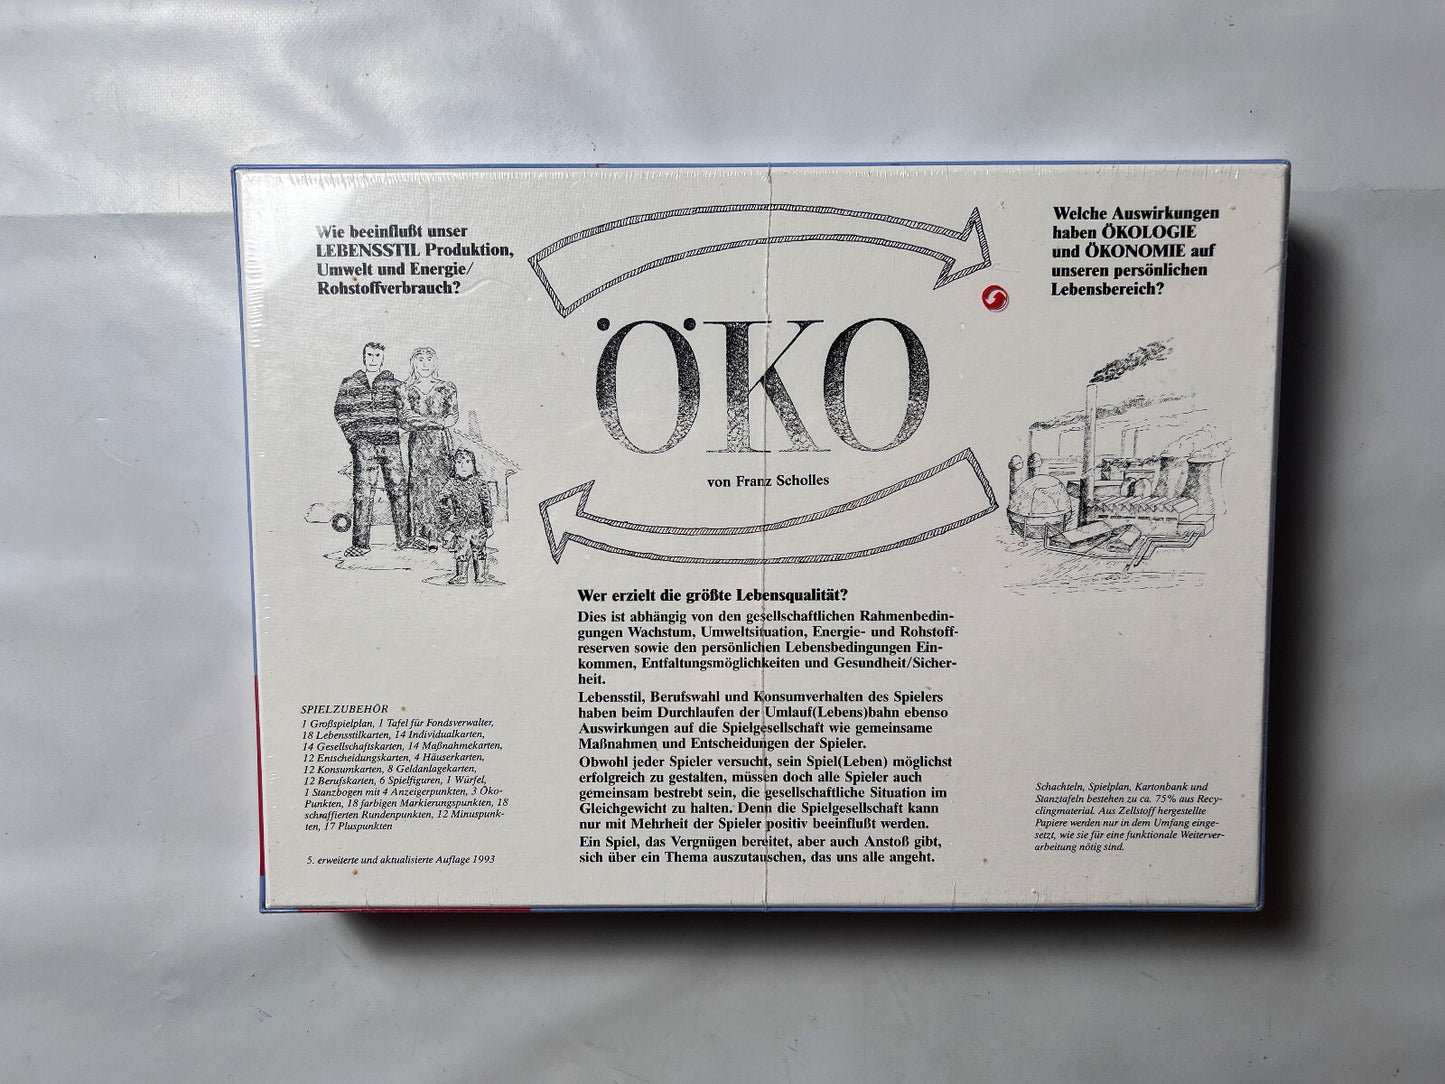 Wie beeinflußt unser
LEBENSSTIL Produktion,
Umwelt und Energie/
Rohstoffverbrauch?
Welche Auswirkungen
haben ÖKOLOGIE
und ÖKONOMIE auf
unseren persönlichen
Lebensbereich?
ÖKO
von Franz Scholles
Wer erzielt die größte Lebensqualität?
Dies ist abhängig von den gesellschaftlichen Rahmenbedin-
gungen Wachstum, Umweltsituation, Energie- und Rohstoff-
reserven sowie den persönlichen Lebensbedingungen Ein-
kommen, Entfaltungsmöglichkeiten und Gesundheit/Sicher-
heit.
Lebensstil, Berufswahl und Konsumverhalten des Spielers
haben beim Durchlaufen der Umlauf(Lebens)bahn ebenso
Auswirkungen auf die Spielgesellschaft wie gemeinsame
Maßnahmen und Entscheidungen der Spieler.
Obwohl jeder Spieler versucht, sein Spiel(Leben) möglichst
erfolgreich zu gestalten, müssen doch alle Spieler auch
gemeinsam bestrebt sein, die gesellschaftliche Situation im
Gleichgewicht zu halten. Denn die Spielgesellschaft kann
nur mit Mehrheit der Spieler positiv beeinflußt werden.
Ein Spiel, das Vergnügen bereitet, aber auch Anstoß gibt,
sich über ein Thema auszutauschen, das uns alle angeht.
SPIELZUBEHÖR
1 Großspielplan, 1 Tafel für Fondsverwalter,
18 Lebensstilkarten, 14 Individualkarten,
14 Gesellschaftskarten, 14 Maßnahmekarten,
12 Entscheidungskarten, 4 Häuserkarten,
12 Konsumkarten, 8 Geldanlagekarten,
12 Berufskarten, 6 Spielfiguren, 1 Würfel,
1 Stanzbogen mit 4 Anzeigerpunkten, 3 Öko-
Punkten, 18 farbigen Markierungspunkten, 18
schraffierten Rundenpunkten, 12 Minuspunk-
ten, 17 Pluspunkten
5. erweiterte und aktualisierte Auflage 1993
Schachteln, Spielplan, Kartonbank und
Stanztafeln bestehen zu ca. 75% aus Recy-
clingmaterial. Aus Zellstoff hergestellte
Papiere werden nur in dem Umfang einge-
setzt, wie sie für eine funktionale Weiterver-
arbeitung nötig sind.